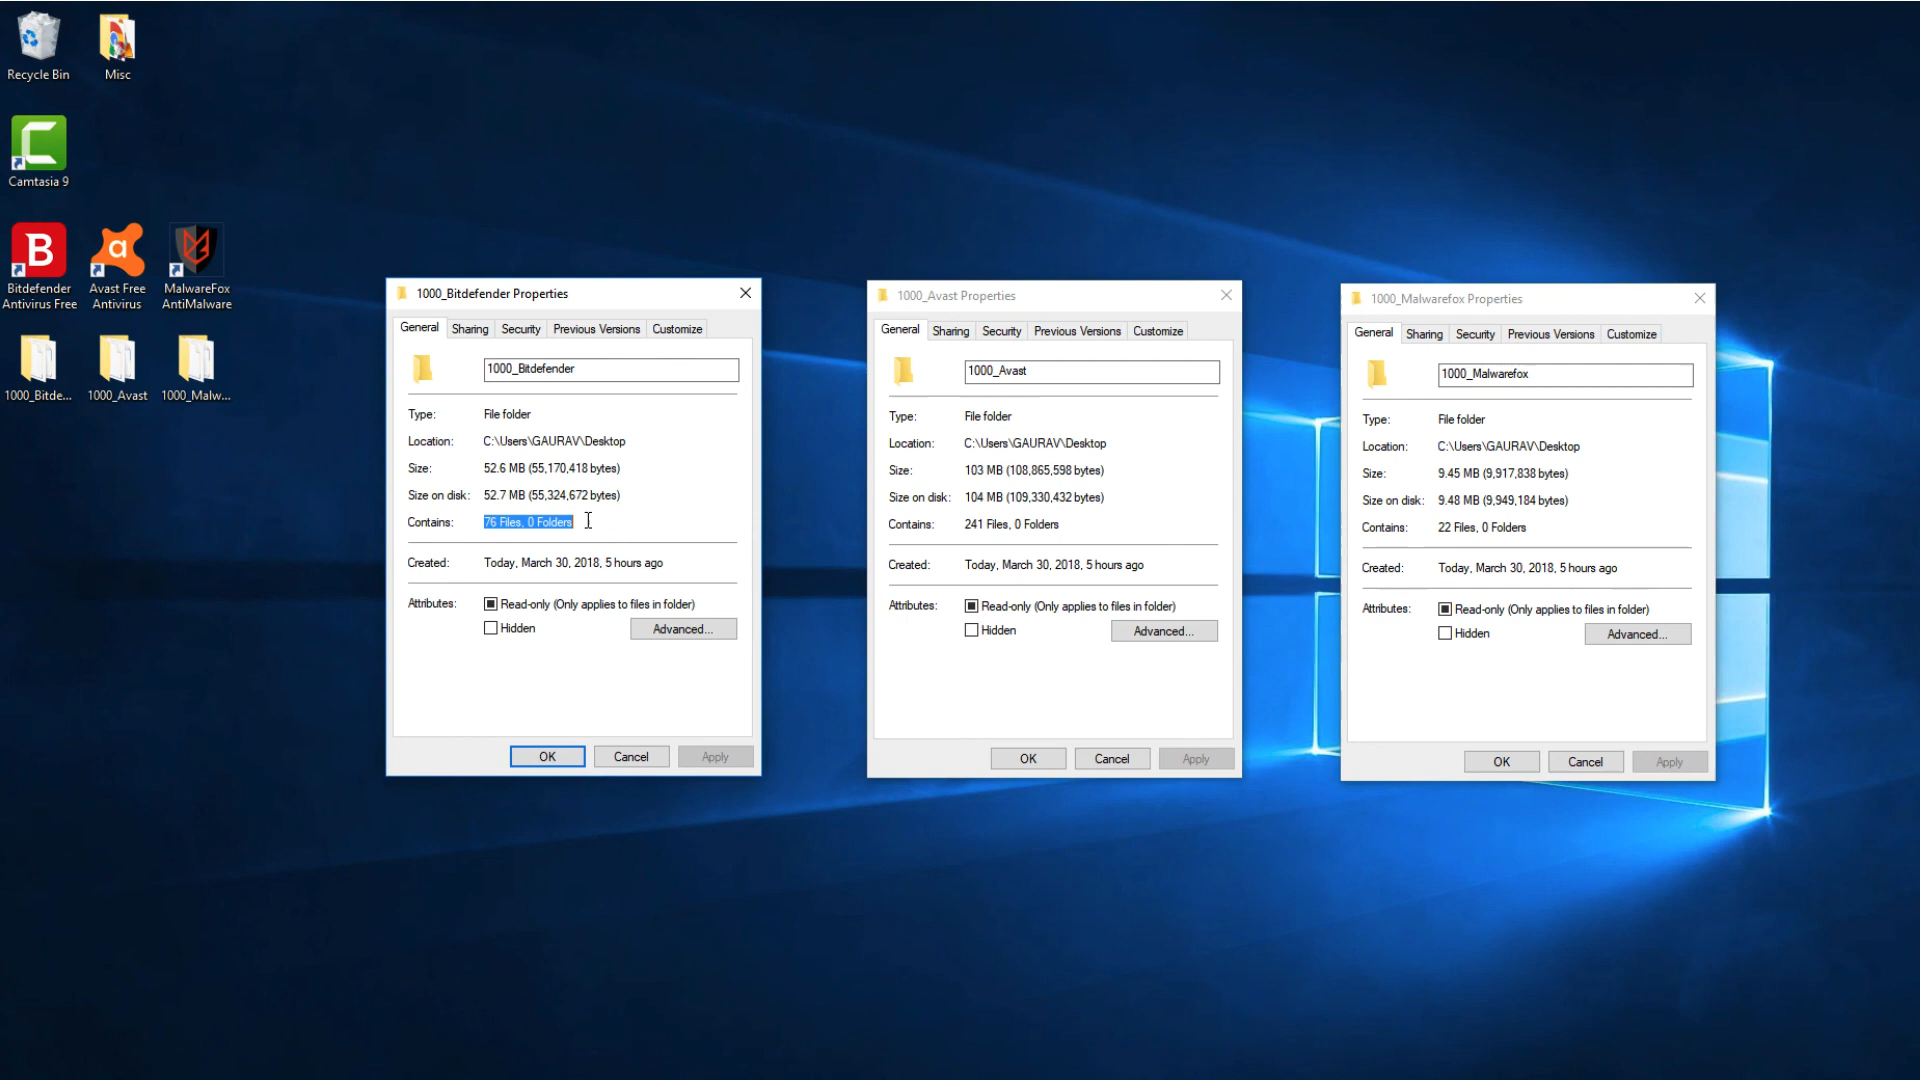 Recycle Bin
Misc
Camtasia 9
Bitdefender
Antivirus Free
Avast Free
Antivirus
MalwareFox
AntiMalware
1000_Bitde...
1000_Avast
1000_Malw...
1000_Bitdefender Properties
General Sharing Security Previous Versions Customize
1000_Bitdefender
Type: File folder
Location: C:\Users\GAURAV\Desktop
Size: 52.6 MB (55,170,418 bytes)
Size on disk: 52.7 MB (55,324,672 bytes)
Contains: 76 Files, 0 Folders
Created: Today, March 30, 2018, 5 hours ago
Attributes: Read-only (Only applies to files in folder)
Hidden Advanced...
OK Cancel Apply
1000_Avast Properties
General Sharing Security Previous Versions Customize
1000_Avast
Type: File folder
Location: C:\Users\GAURAV\Desktop
Size: 103 MB (108,865,598 bytes)
Size on disk: 104 MB (109,330,432 bytes)
Contains: 241 Files, 0 Folders
Created: Today, March 30, 2018, 5 hours ago
Attributes: Read-only (Only applies to files in folder)
Hidden Advanced...
OK Cancel Apply
1000_Malwarefox Properties
General Sharing Security Previous Versions Customize
1000_Malwarefox
Type: File folder
Location: C:\Users\GAURAV\Desktop
Size: 9.45 MB (9,917,838 bytes)
Size on disk: 9.48 MB (9,949,184 bytes)
Contains: 22 Files, 0 Folders
Created: Today, March 30, 2018, 5 hours ago
Attributes: Read-only (Only applies to files in folder)
Hidden Advanced...
OK Cancel Apply